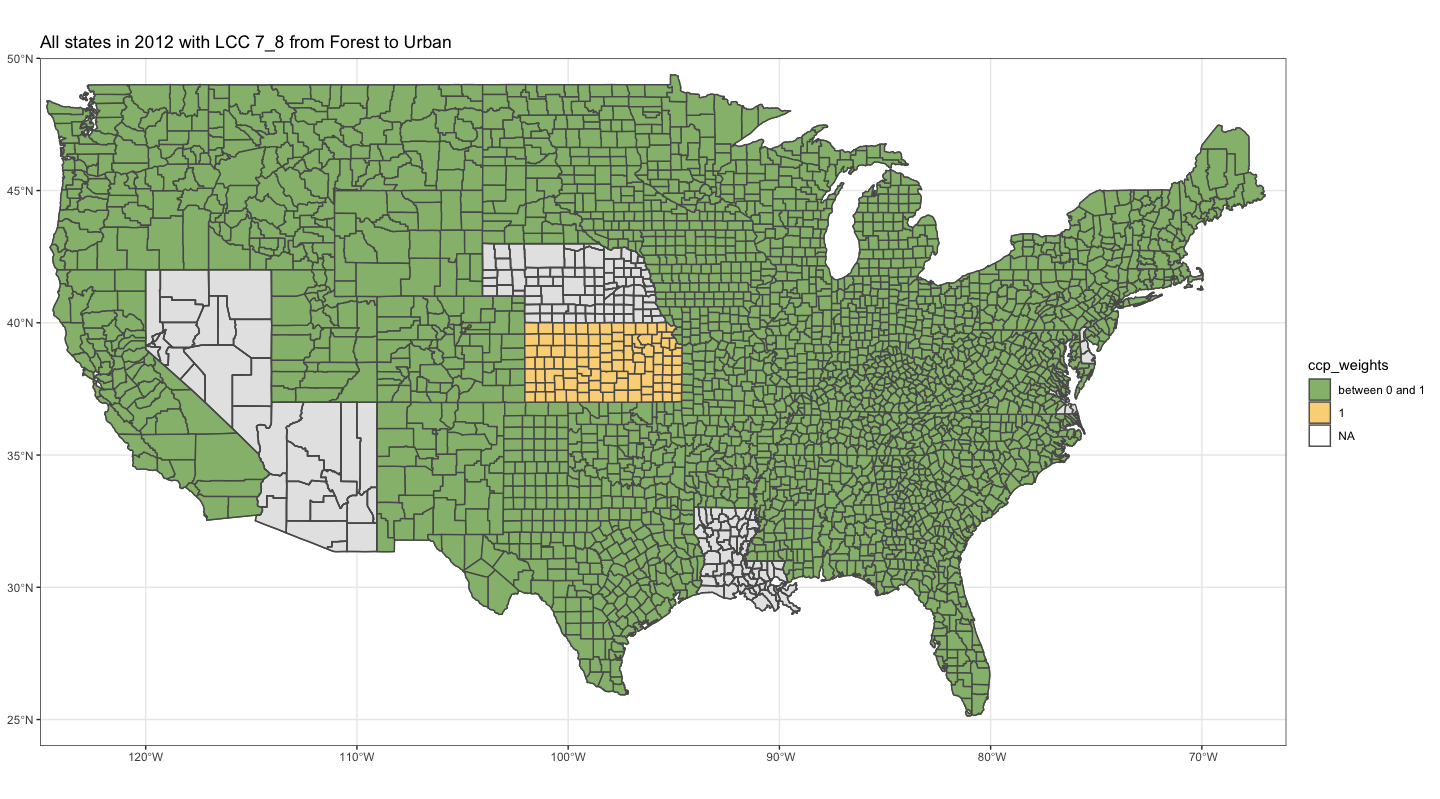 All states in 2012 with LCC 7_8 from Forest to Urban
50°N
45°N
40°N
35°N
30°N
25°N
120°W
110°W
100°W
90°W
80°W
70°W
ccp_weights
between 0 and 1
1
NA